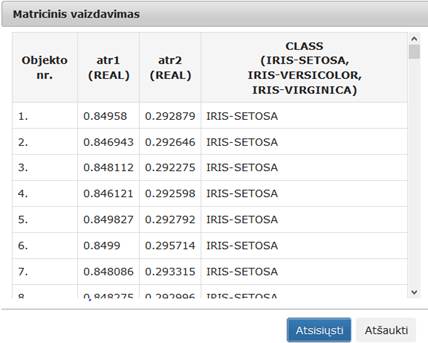 Matricinis vaizdavimas
Objekto nr. atr1 (REAL) atr2 (REAL) CLASS (IRIS-SETOSA, IRIS-VERSICOLOR, IRIS-VIRGINICA)
1. 0.84958 0.292879 IRIS-SETOSA
2. 0.846943 0.292646 IRIS-SETOSA
3. 0.848112 0.292275 IRIS-SETOSA
4. 0.846121 0.292598 IRIS-SETOSA
5. 0.849827 0.292792 IRIS-SETOSA
6. 0.8499 0.295714 IRIS-SETOSA
7. 0.848086 0.293315 IRIS-SETOSA
8. 0.848275 0.292996 IRIS-SETOSA
Atsisiųsti Atšaukti